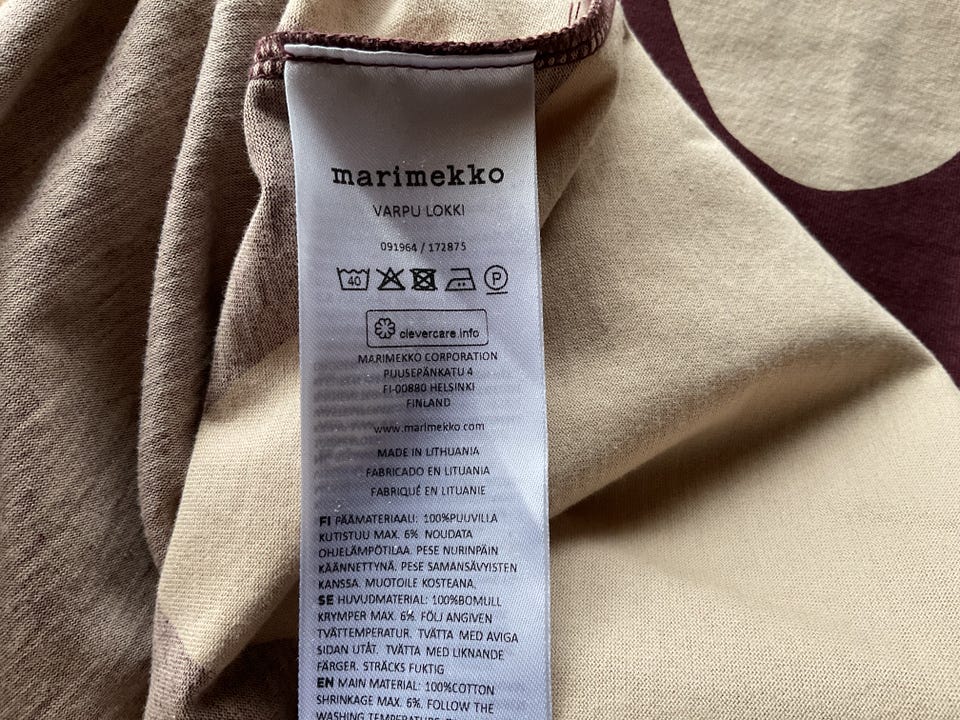 marimekko
VARPU LOKKI
091964 / 172875
40 P
clevercare.info
MARIMEKKO CORPORATION
PUUSEPÄNKATU 4
FI-00880 HELSINKI
FINLAND
www.marimekko.com
MADE IN LITHUANIA
FABRICADO EN LITUANIA
FABRIQUÉ EN LITUANIE
FI PÄÄMATERIAALI: 100%PUUVILLA
KUTISTUU MAX. 6% NOUDATA
OHJELÄMPÖTILAA. PESE NURINPÄIN
KÄÄNNETTYNÄ. PESE SAMANSÄVYISTEN
KANSSA. MUOTOILE KOSTEANA.
SE HUVUDMATERIAL: 100%BOMULL
KRYMPER MAX. 6%. FÖLJ ANGIVEN
TVÄTTEMPERATUR. TVÄTTA MED AVIGA
SIDAN UTÅT. TVÄTTA MED LIKNANDE
FÄRGER. STRÄCKS FUKTIG
EN MAIN MATERIAL: 100%COTTON
SHRINKAGE MAX. 6%. FOLLOW THE
WASHING TEMPERATURE.